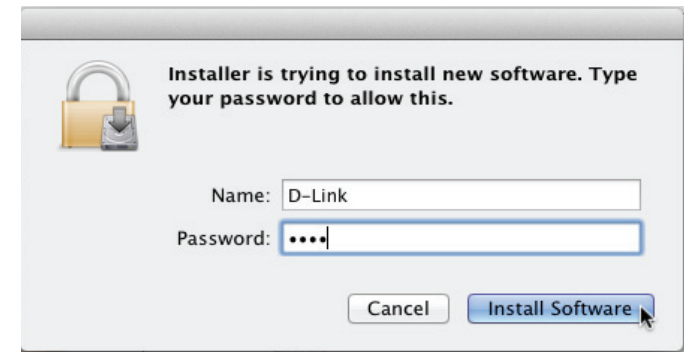 Installer is trying to install new software. Type
your password to allow this.
Name: D-Link
Password: ••••
Cancel Install Software